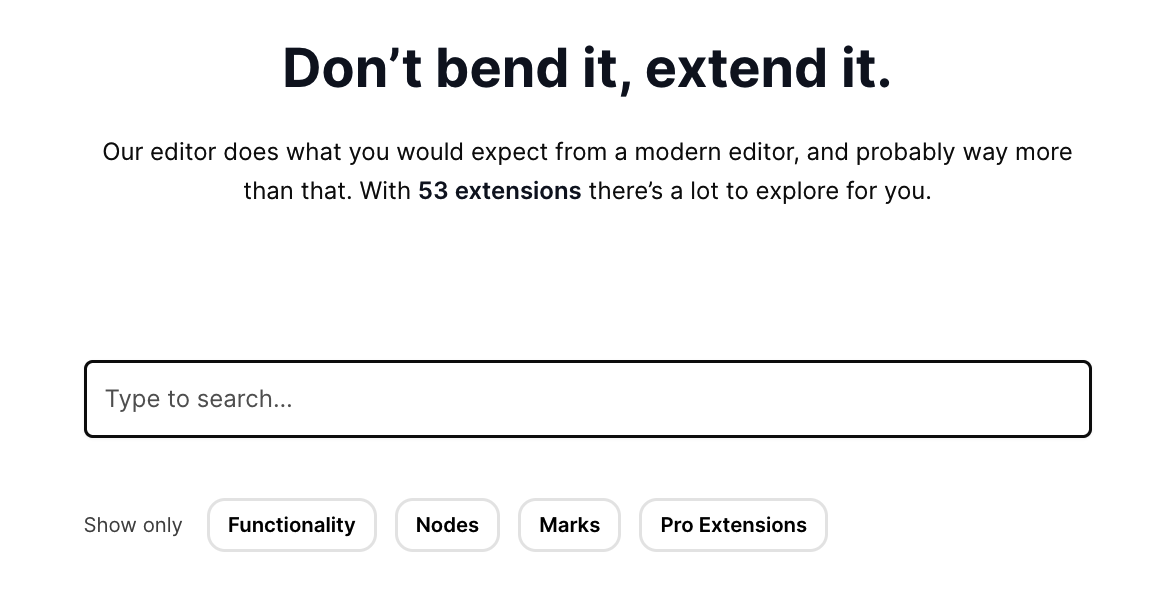 Don’t bend it, extend it.
Our editor does what you would expect from a modern editor, and probably way more
than that. With 53 extensions there’s a lot to explore for you.
Type to search…
Show only Functionality Nodes Marks Pro Extensions